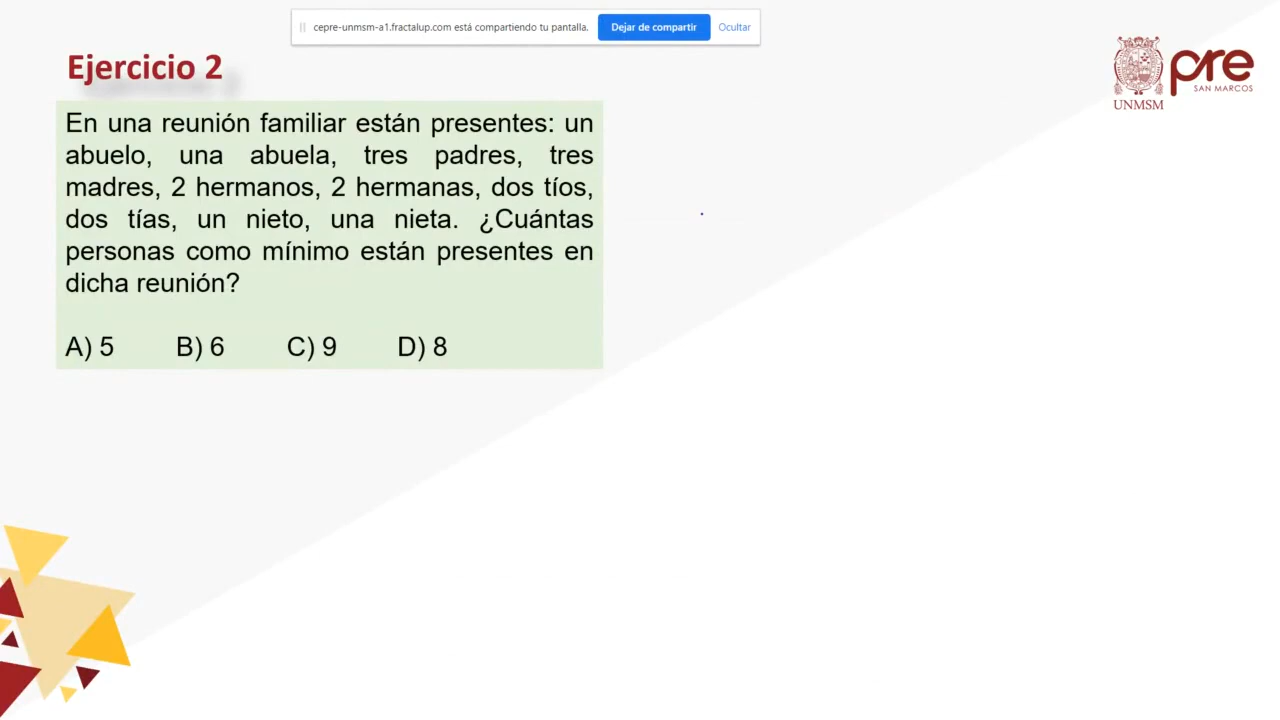 cepre-unmsm-a1.fractalup.com está compartiendo tu pantalla. Dejar de compartir Ocultar
Ejercicio 2
pre
SAN MARCOS
UNMSM
En una reunión familiar están presentes: un
abuelo, una abuela, tres padres, tres
madres, 2 hermanos, 2 hermanas, dos tíos,
dos tías, un nieto, una nieta. ¿Cuántas
personas como mínimo están presentes en
dicha reunión?
A) 5 B) 6 C) 9 D) 8